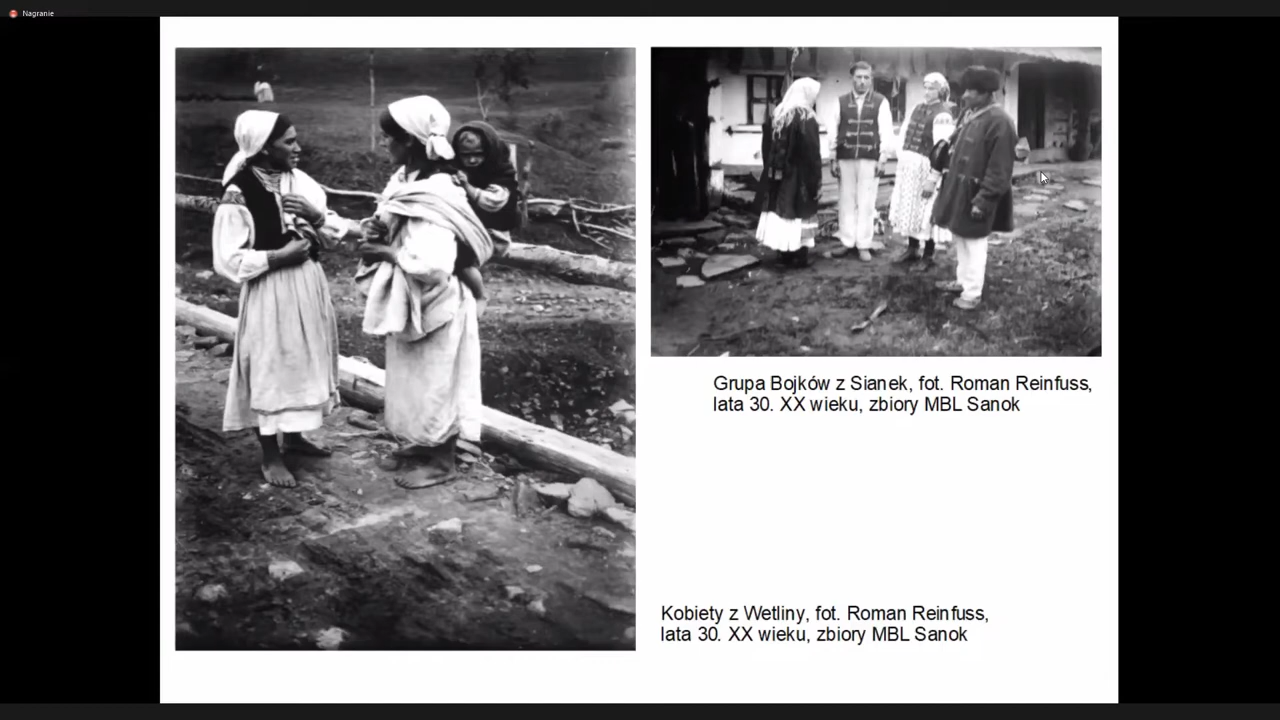 Nagranie
Grupa Bojków z Sianek, fot. Roman Reinfuss,
lata 30. XX wieku, zbiory MBL Sanok
Kobiety z Wetliny, fot. Roman Reinfuss,
lata 30. XX wieku, zbiory MBL Sanok